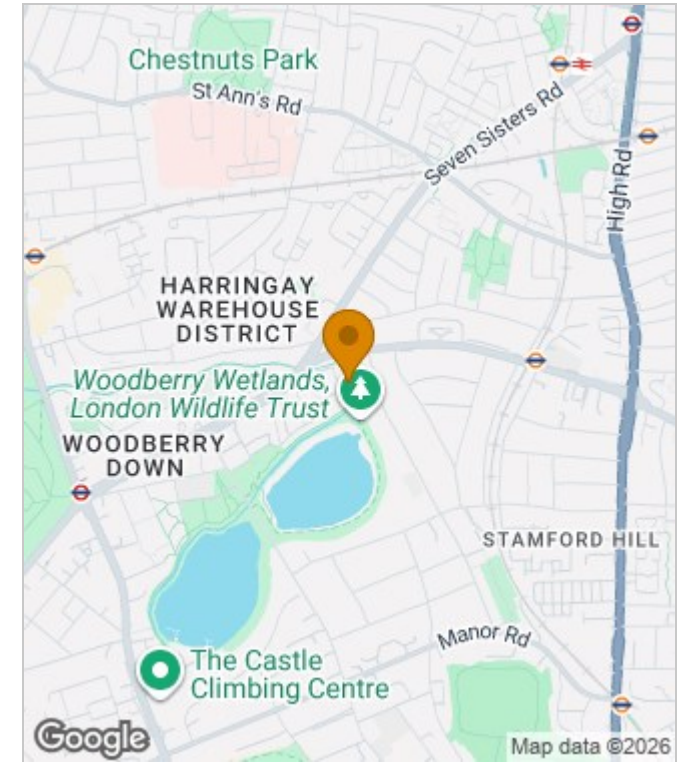 Chestnuts Park
St Ann's Rd
Seven Sisters Rd
High Rd
HARRINGAY
WAREHOUSE
DISTRICT
Woodberry Wetlands,
London Wildlife Trust
WOODBERRY
DOWN
STAMFORD HILL
Manor Rd
The Castle
Climbing Centre
Google
Map data ©2026